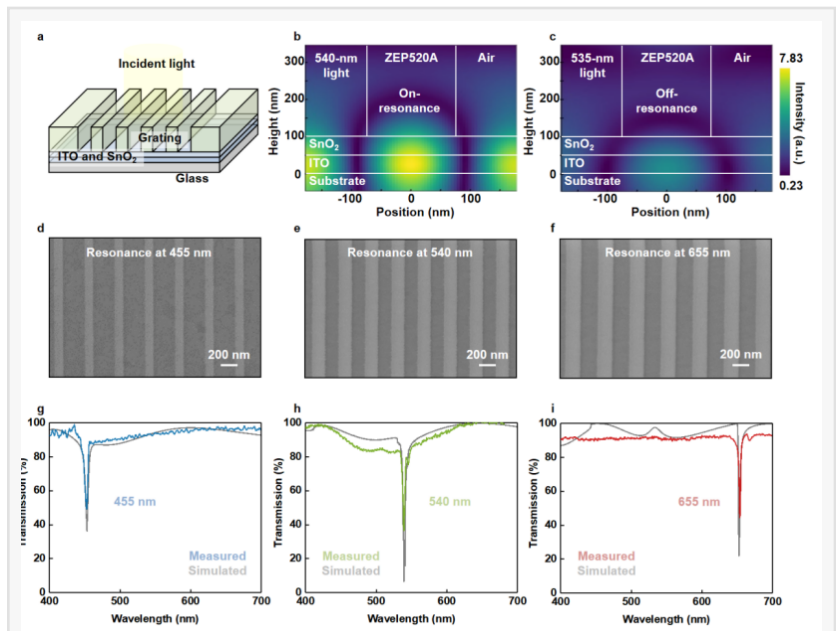 a
Incident light
Grating
ITO and SnO₂
Glass
b
540-nm
light
ZEP520A
Air
On-
resonance
SnO₂
ITO
Substrate
Height (nm)
300
200
100
0
-100
0
100
Position (nm)
c
535-nm
light
ZEP520A
Air
Off-
resonance
SnO₂
ITO
Substrate
Height (nm)
300
200
100
0
-100
0
100
Position (nm)
7.83
Intensity (a.u.)
0.23
d
Resonance at 455 nm
200 nm
e
Resonance at 540 nm
200 nm
f
Resonance at 655 nm
200 nm
g
Transmission (%)
100
80
60
40
20
0
455 nm
Measured
Simulated
400
500
600
700
Wavelength (nm)
h
Transmission (%)
100
80
60
40
20
0
540 nm
Measured
Simulated
400
500
600
700
Wavelength (nm)
i
Transmission (%)
100
80
60
40
20
0
655 nm
Measured
Simulated
400
500
600
700
Wavelength (nm)